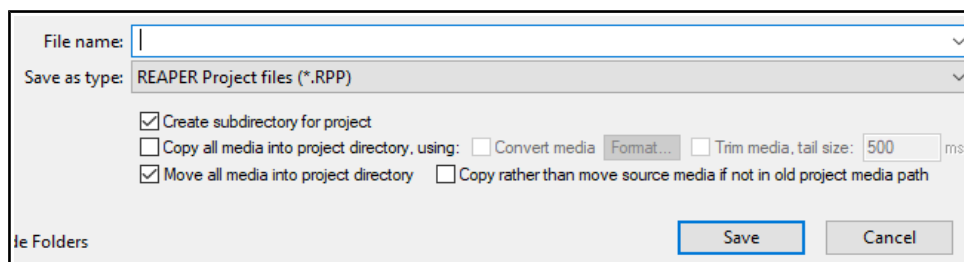 File name:
Save as type: REAPER Project files (*.RPP)
Create subdirectory for project
Copy all media into project directory, using: Convert media Format... Trim media, tail size: 500 ms
Move all media into project directory Copy rather than move source media if not in old project media path
de Folders Save Cancel